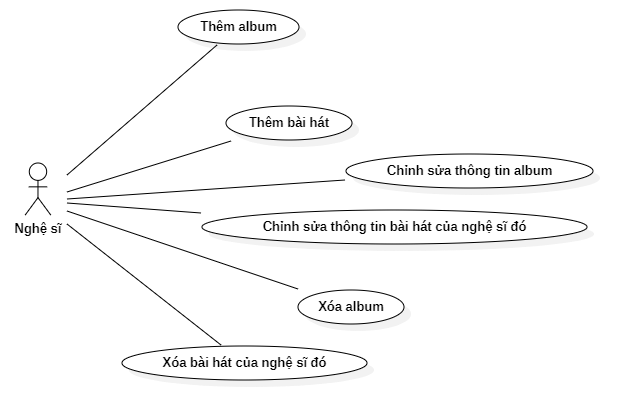 Thêm album
Thêm bài hát
Chỉnh sửa thông tin album
Nghệ sĩ
Chỉnh sửa thông tin bài hát của nghệ sĩ đó
Xóa album
Xóa bài hát của nghệ sĩ đó